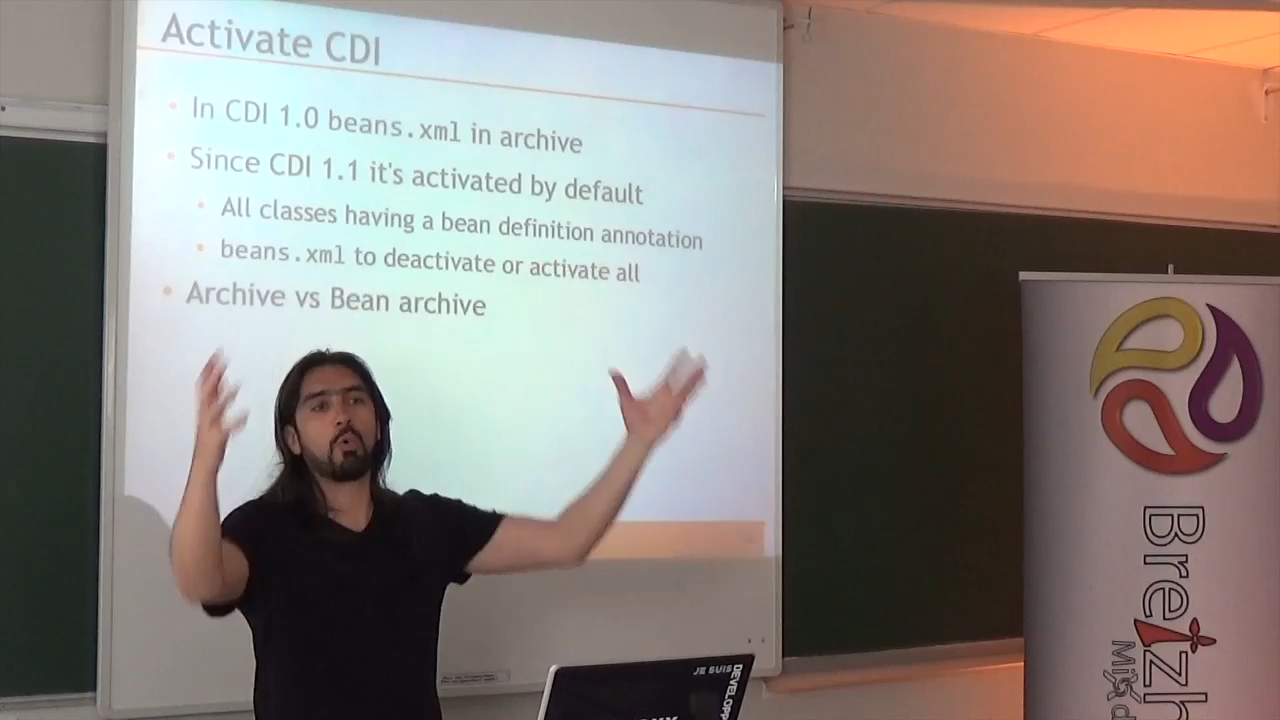 Activate CDI
In CDI 1.0 beans.xml in archive
Since CDI 1.1 it's activated by default
All classes having a bean definition annotation
beans.xml to deactivate or activate all
Archive vs Bean archive
Breizh
JE SUIS